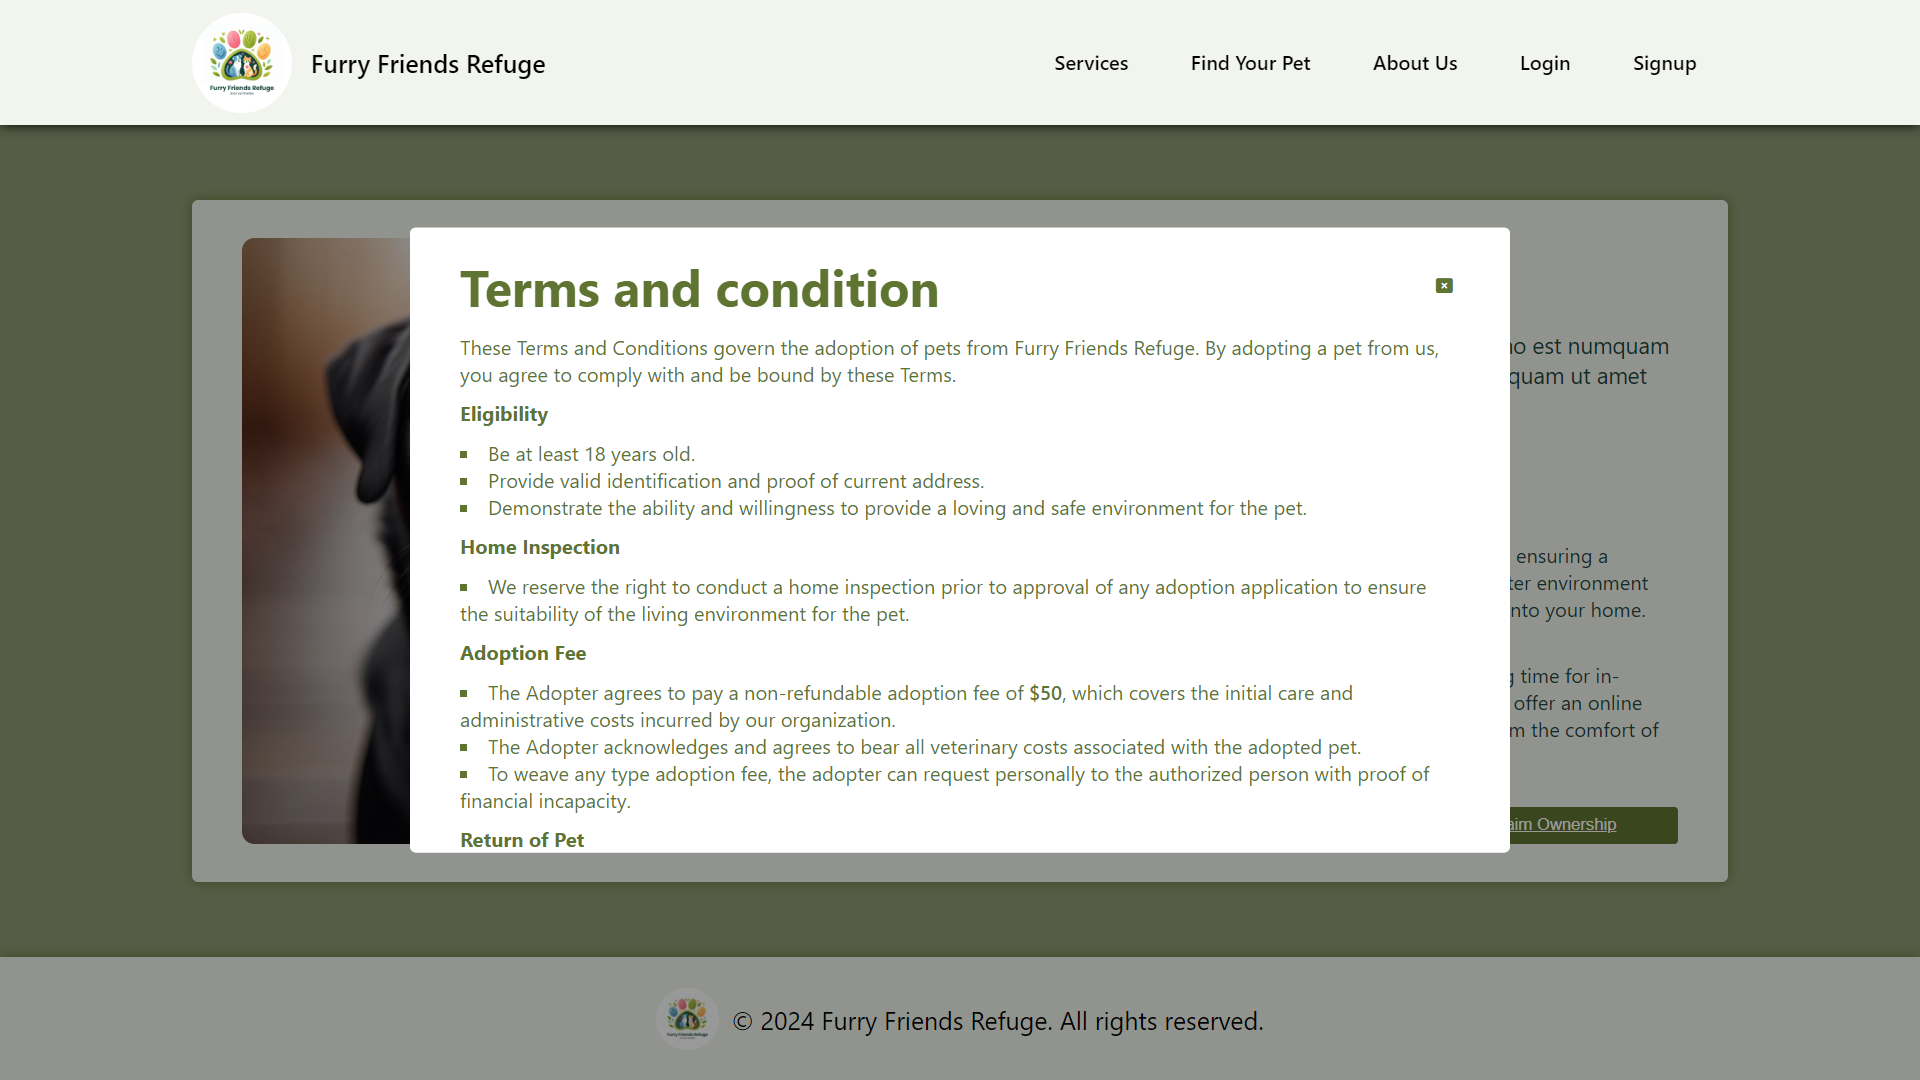 Furry Friends Refuge
Furry Friends Refuge
Services
Find Your Pet
About Us
Login
Signup
Terms and condition
These Terms and Conditions govern the adoption of pets from Furry Friends Refuge. By adopting a pet from us,
you agree to comply with and be bound by these Terms.
Eligibility
Be at least 18 years old.
Provide valid identification and proof of current address.
Demonstrate the ability and willingness to provide a loving and safe environment for the pet.
Home Inspection
We reserve the right to conduct a home inspection prior to approval of any adoption application to ensure
the suitability of the living environment for the pet.
Adoption Fee
The Adopter agrees to pay a non-refundable adoption fee of $50, which covers the initial care and
administrative costs incurred by our organization.
The Adopter acknowledges and agrees to bear all veterinary costs associated with the adopted pet.
To weave any type adoption fee, the adopter can request personally to the authorized person with proof of
financial incapacity.
Return of Pet
est numquam
quam ut amet
ensuring a
environment
your home.
time for in-
offer an online
the comfort of
Ownership
Furry Friends Refuge
© 2024 Furry Friends Refuge. All rights reserved.